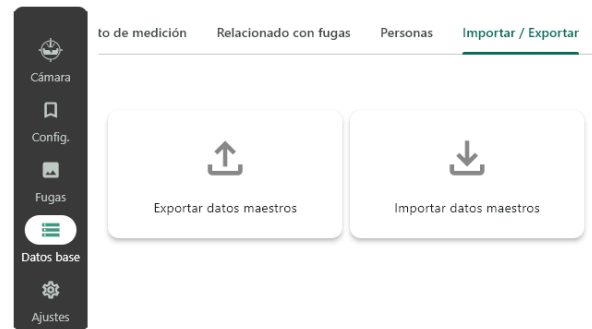 to de medición Relacionado con fugas Personas Importar / Exportar
Cámara
Config.
Fugas
Datos base
Ajustes
Exportar datos maestros
Importar datos maestros